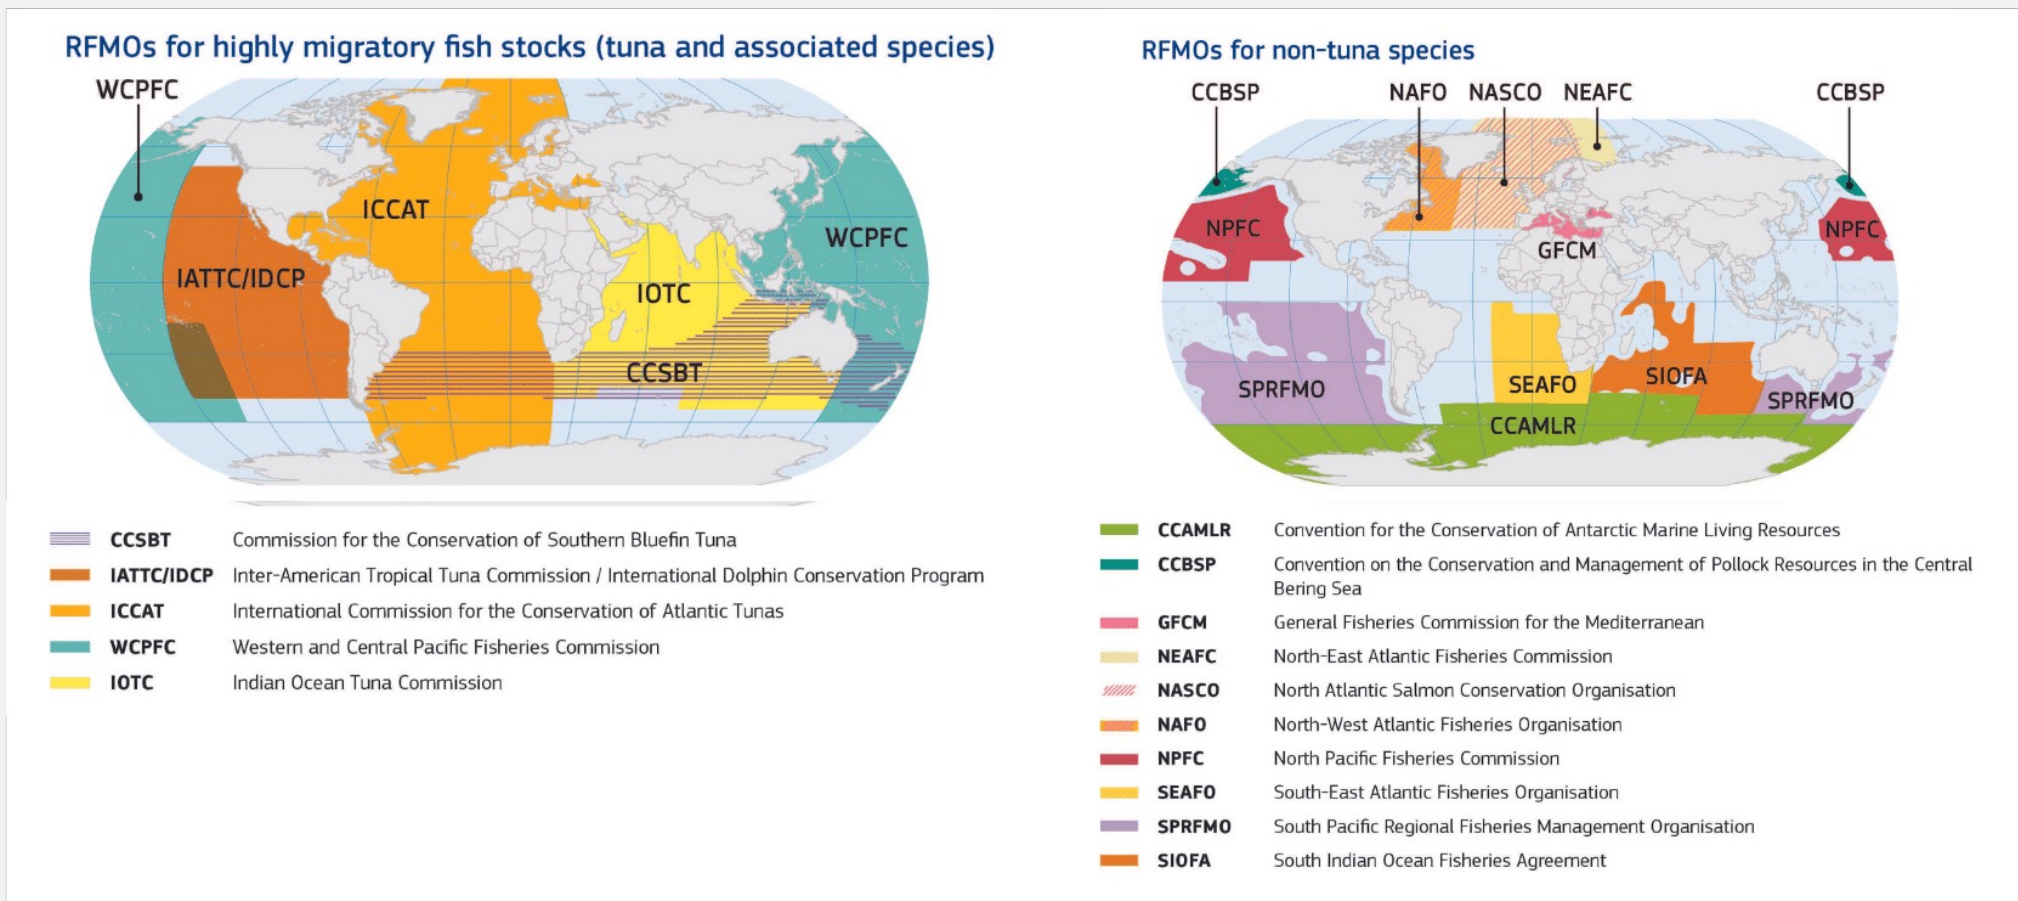 RFMOs for highly migratory fish stocks (tuna and associated species)
WCPFC
ICCAT
WCPFC
IATTC/IDCP
IOTC
CCSBT
CCSBT Commission for the Conservation of Southern Bluefin Tuna
IATTC/IDCP Inter-American Tropical Tuna Commission / International Dolphin Conservation Program
ICCAT International Commission for the Conservation of Atlantic Tunas
WCPFC Western and Central Pacific Fisheries Commission
IOTC Indian Ocean Tuna Commission
RFMOs for non-tuna species
CCBSP
NAFO
NASCO
NEAFC
CCBSP
NPFC
NPFC
GFCM
SPRFMO
SEAFO
SIOFA
SPRFMO
CCAMLR
CCAMLR Convention for the Conservation of Antarctic Marine Living Resources
CCBSP Convention on the Conservation and Management of Pollock Resources in the Central
Bering Sea
GFCM General Fisheries Commission for the Mediterranean
NEAFC North-East Atlantic Fisheries Commission
NASCO North Atlantic Salmon Conservation Organisation
NAFO North-West Atlantic Fisheries Organisation
NPFC North Pacific Fisheries Commission
SEAFO South-East Atlantic Fisheries Organisation
SPRFMO South Pacific Regional Fisheries Management Organisation
SIOFA South Indian Ocean Fisheries Agreement